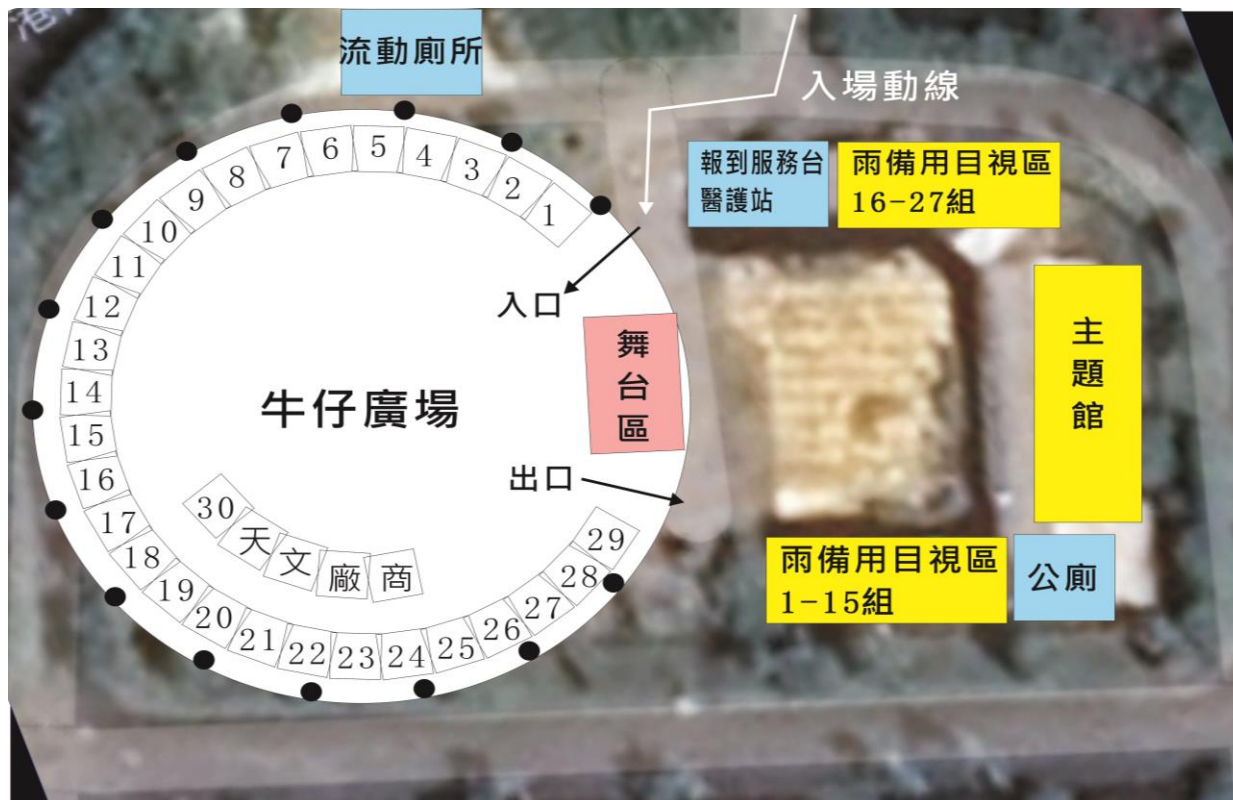 港
流動廁所
入場動線
報到服務台
醫護站
雨備用目視區
16-27組
7
6
5
4
3
2
1
8
9
10
11
12
13
14
15
16
17
18
19
20
21
22
23
24
25
26
27
28
29
30
天
文
廠
商
入口
舞
台
區
牛仔廣場
出口
主
題
館
雨備用目視區
1-15組
公廁